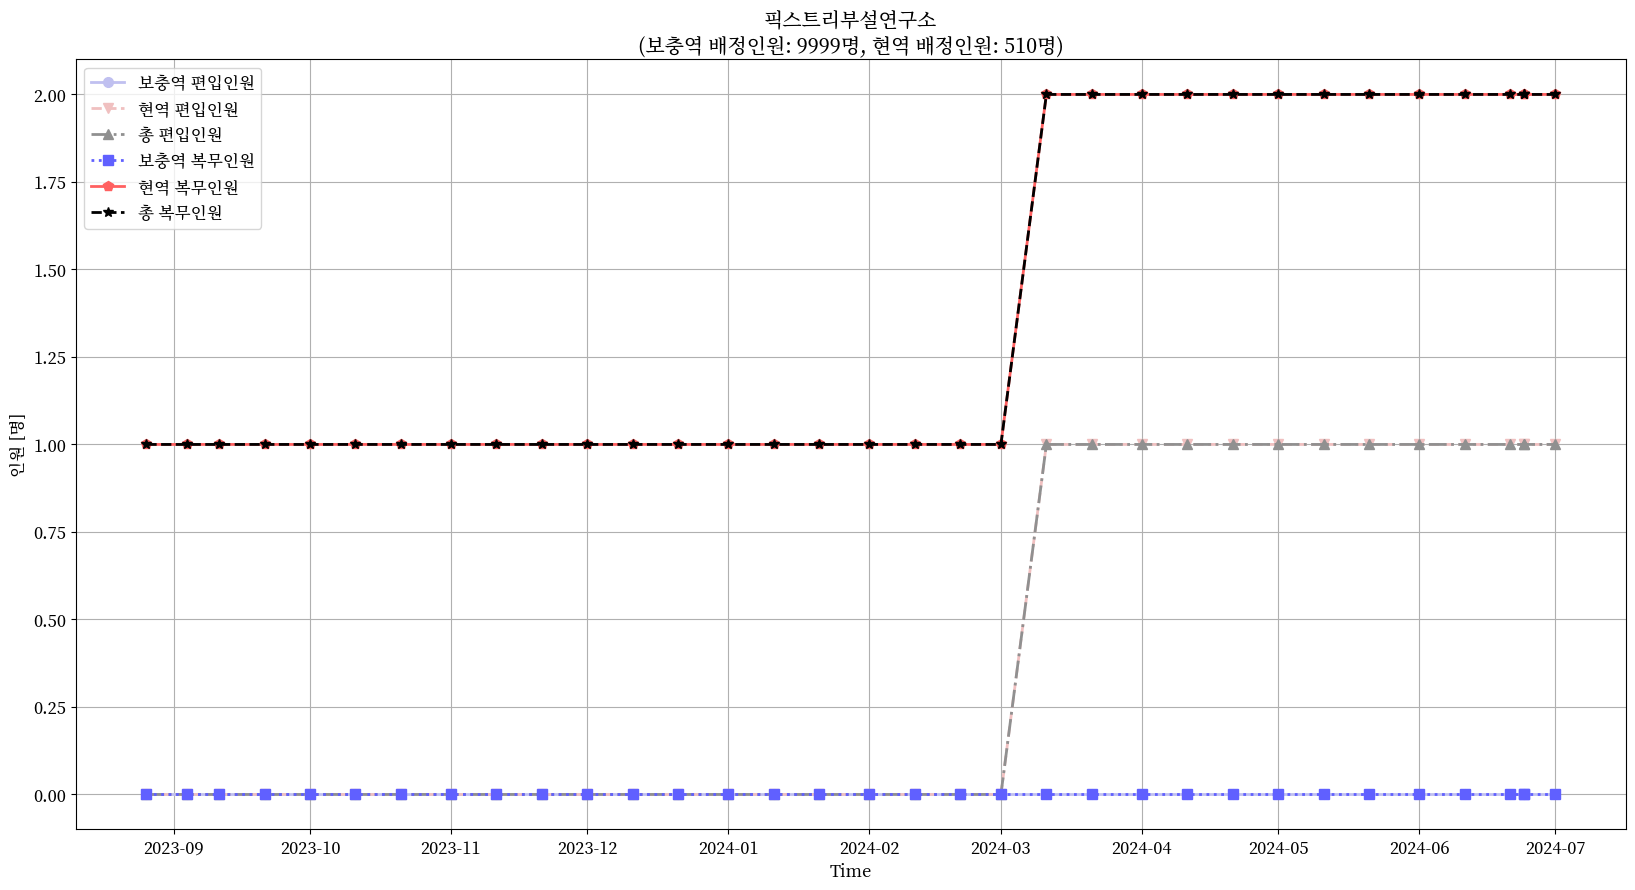 픽스트리부설연구소
(보충역 배정인원: 9999명, 현역 배정인원: 510명)
보충역 편입인원
현역 편입인원
총 편입인원
보충역 복무인원
현역 복무인원
총 복무인원
2.00
1.75
1.50
1.25
1.00
0.75
0.50
0.25
0.00
인원 [명]
2023-09 2023-10 2023-11 2023-12 2024-01 2024-02 2024-03 2024-04 2024-05 2024-06 2024-07
Time